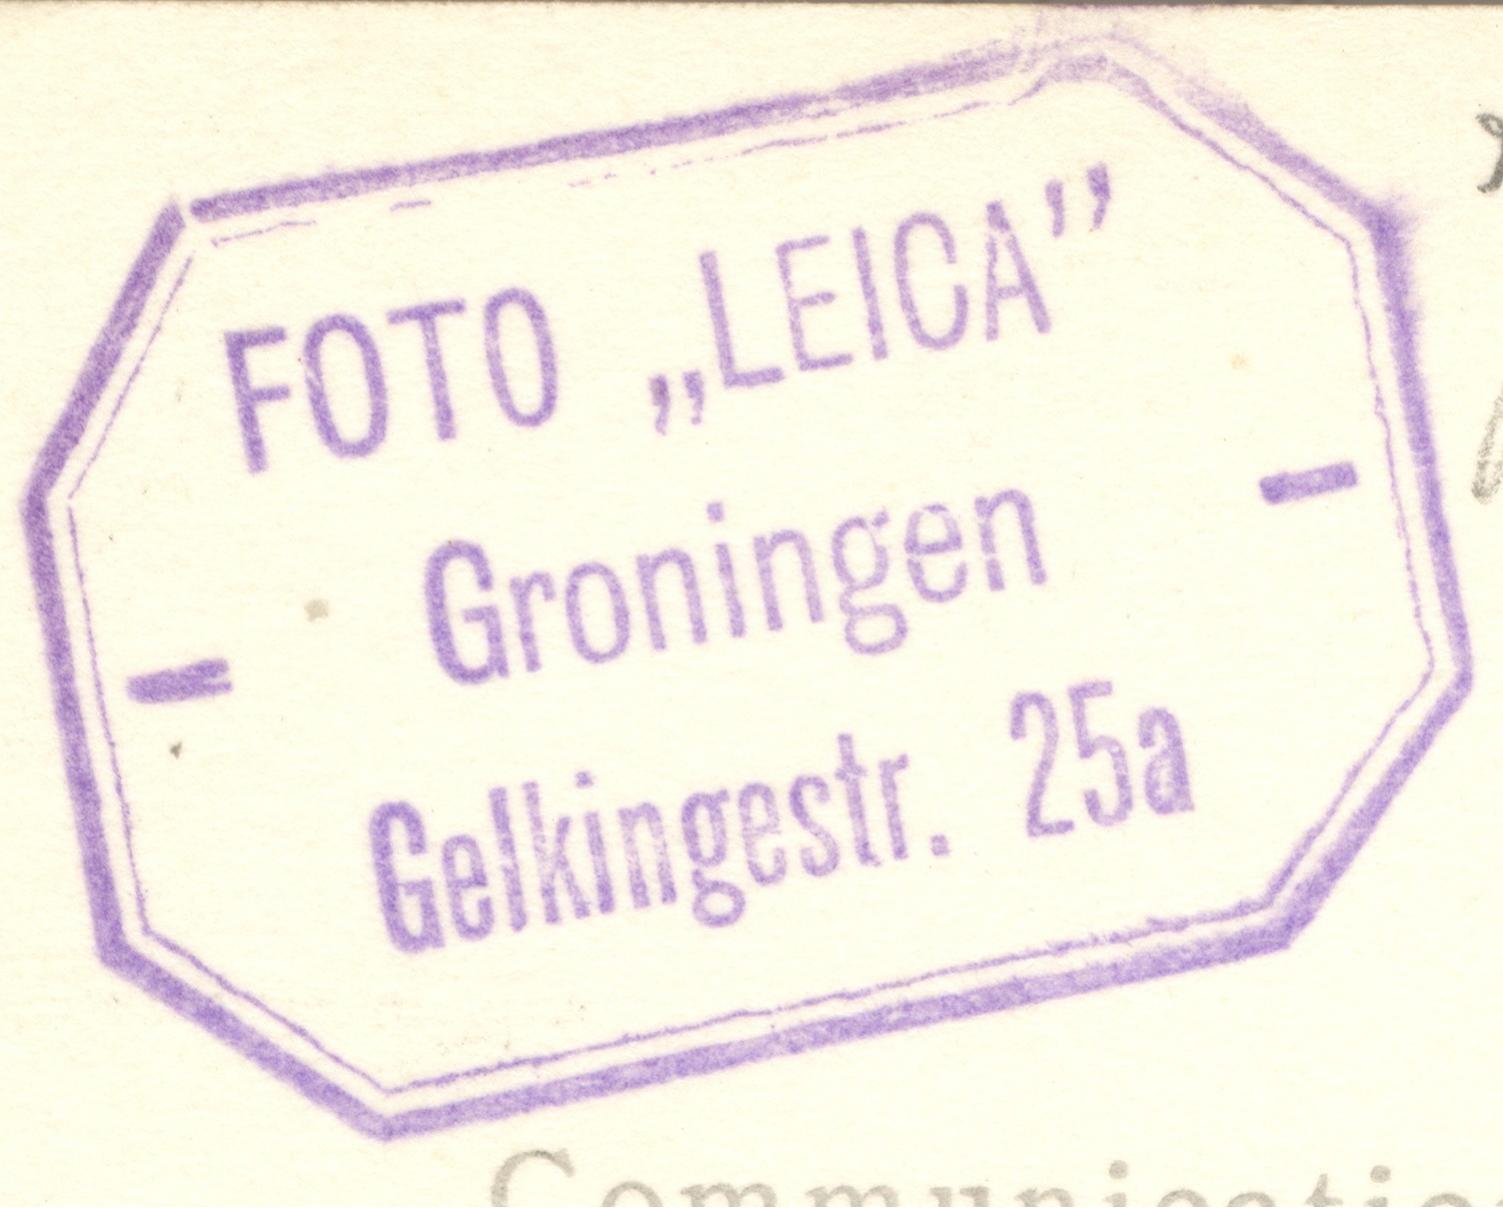 FOTO „LEICA”
Groningen
Gelkingestr. 25a